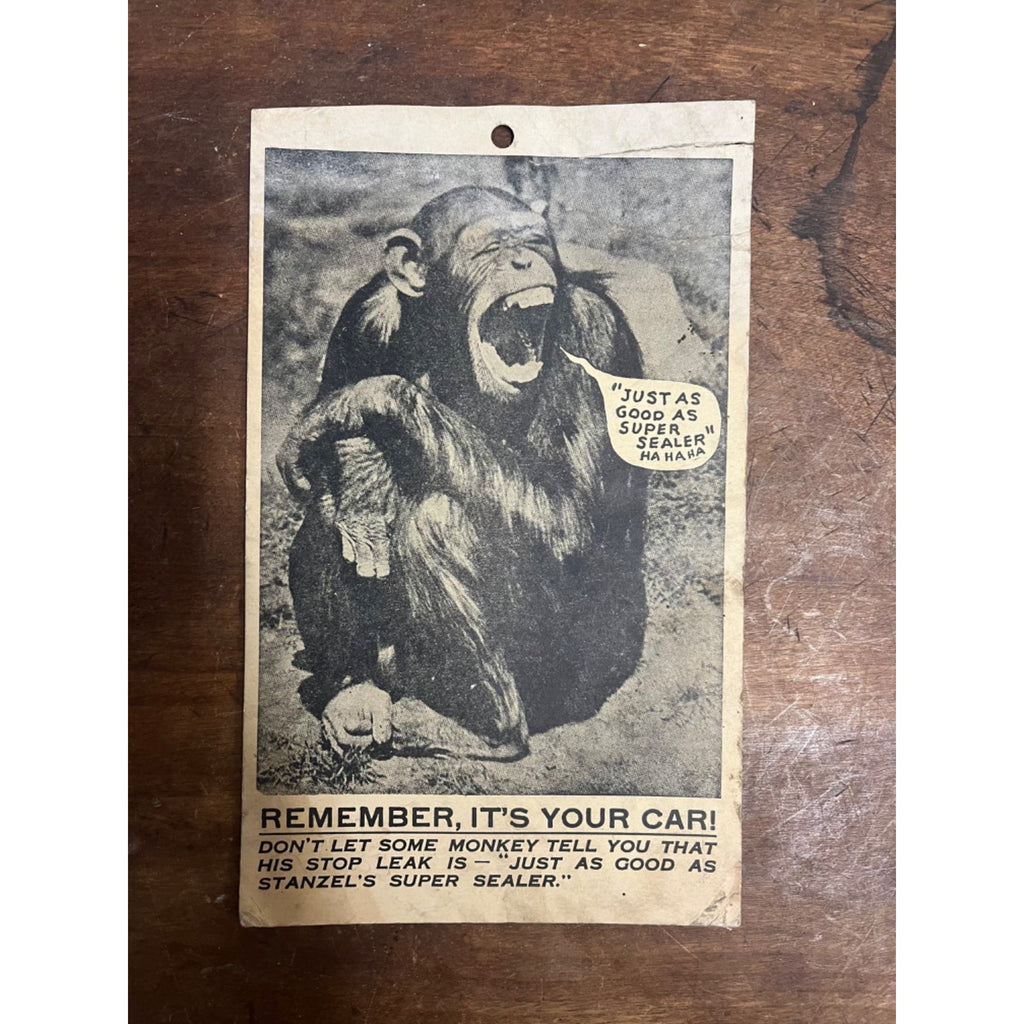 "JUST AS
GOOD AS
SUPER
SEALER"
HA HA HA
REMEMBER, IT'S YOUR CAR!
DON'T LET SOME MONKEY TELL YOU THAT
HIS STOP LEAK IS — "JUST AS GOOD AS
STANZEL'S SUPER SEALER."